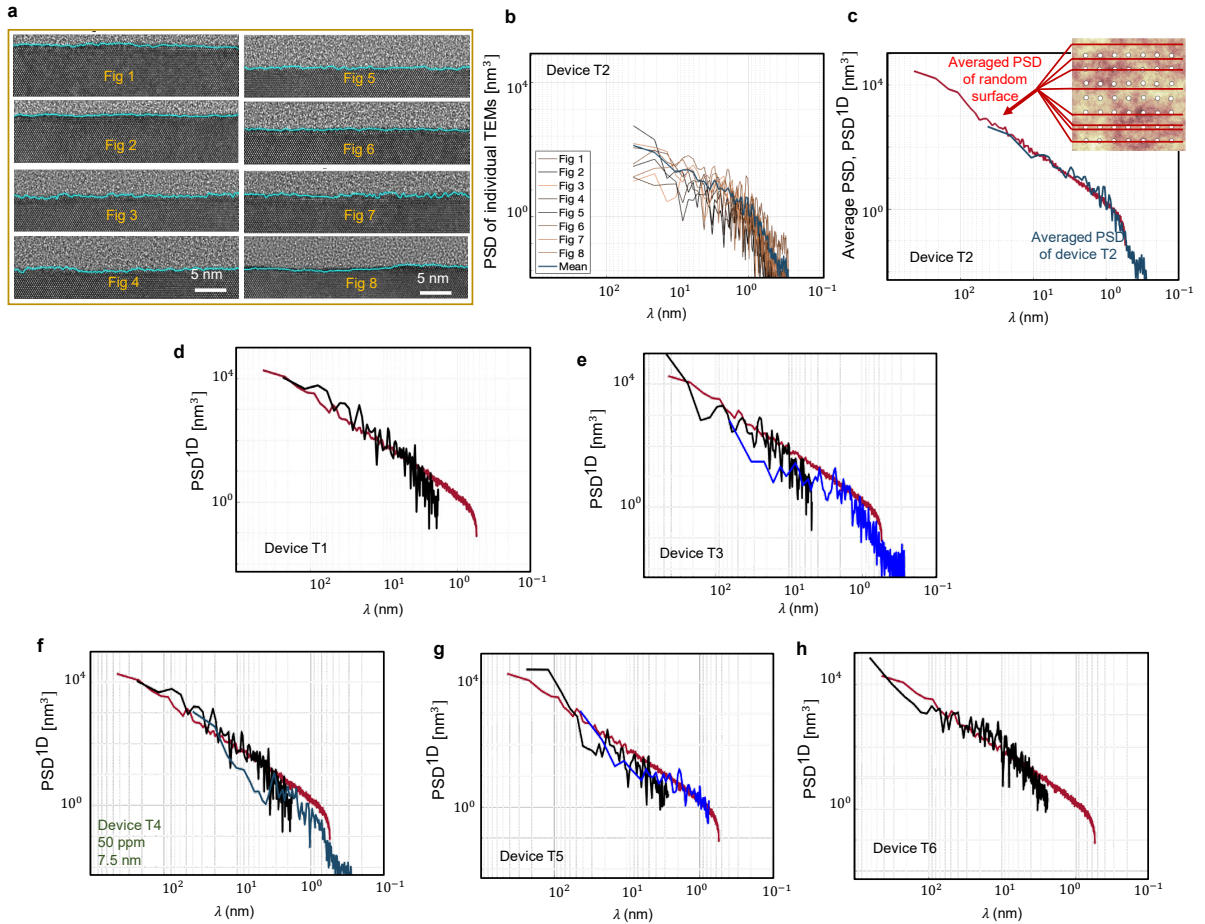 a
Fig 1
Fig 2
Fig 3
Fig 4
5 nm
Fig 5
Fig 6
Fig 7
Fig 8
5 nm
b
Device T2
PSD of individual TEMs [nm³]
10⁴
10⁰
Fig 1
Fig 2
Fig 3
Fig 4
Fig 5
Fig 6
Fig 7
Fig 8
Mean
10² 10¹ 10⁰ 10⁻¹
λ (nm)
c
Average PSD, PSD¹ᴰ [nm³]
10⁴
10⁰
Averaged PSD
of random
surface
Averaged PSD
of device T2
Device T2
10² 10¹ 10⁰ 10⁻¹
λ (nm)
d
PSD¹ᴰ [nm³]
10⁴
10⁰
Device T1
10² 10¹ 10⁰ 10⁻¹
λ (nm)
e
PSD¹ᴰ [nm³]
10⁴
10⁰
Device T3
10² 10¹ 10⁰ 10⁻¹
λ (nm)
f
PSD¹ᴰ [nm³]
10⁴
10⁰
Device T4
50 ppm
7.5 nm
10² 10¹ 10⁰ 10⁻¹
λ (nm)
g
PSD¹ᴰ [nm³]
10⁴
10⁰
Device T5
10² 10¹ 10⁰ 10⁻¹
λ (nm)
h
PSD¹ᴰ [nm³]
10⁴
10⁰
Device T6
10² 10¹ 10⁰ 10⁻¹
λ (nm)